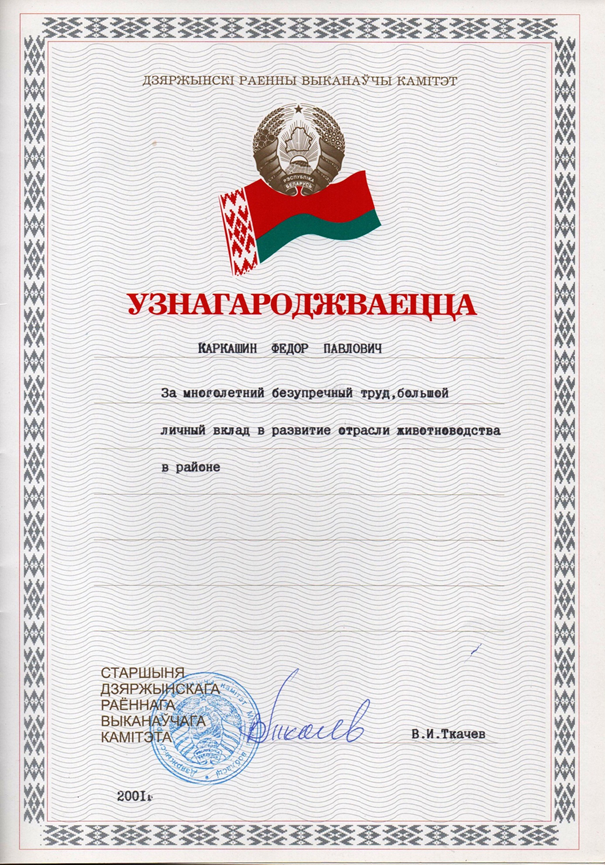 ДЗЯРЖЫНСКІ РАЕННЫ ВЫКАНАЎЧЫ КАМІТЭТ
РЭСПУБЛІКА
БЕЛАРУСЬ
УЗНАГАРОДЖВАЕЦЦА
КАРКАШИН ФЕДОР ПАВЛОВИЧ
За многолетний безупречный труд,большой
личный вклад в развитие отрасли животноводства
в районе
СТАРШЫНЯ
ДЗЯРЖЫНСКАГА
РАЁННАГА
ВЫКАНАЎЧАГА
КАМІТЭТА
В.И.Ткачев
2001г